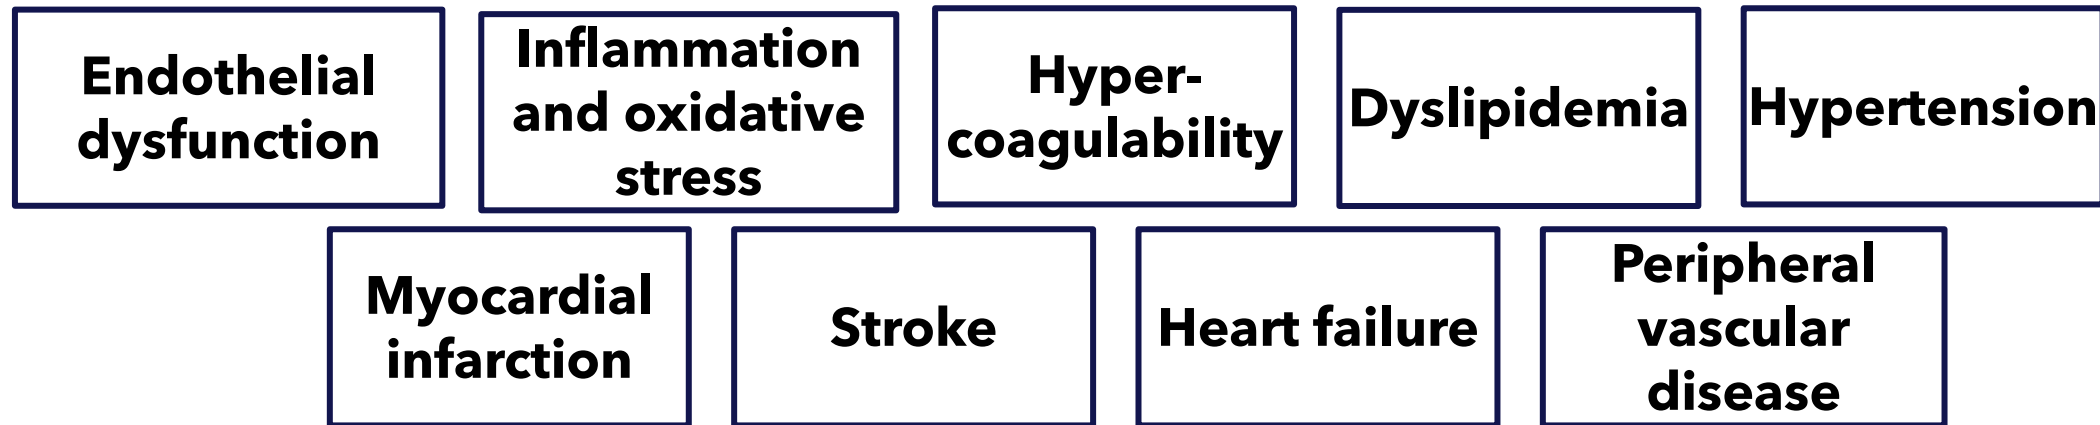 Endothelial
dysfunction
Inflammation
and oxidative
stress
Hyper-
coagulability
Dyslipidemia
Hypertension
Myocardial
infarction
Stroke
Heart failure
Peripheral
vascular
disease